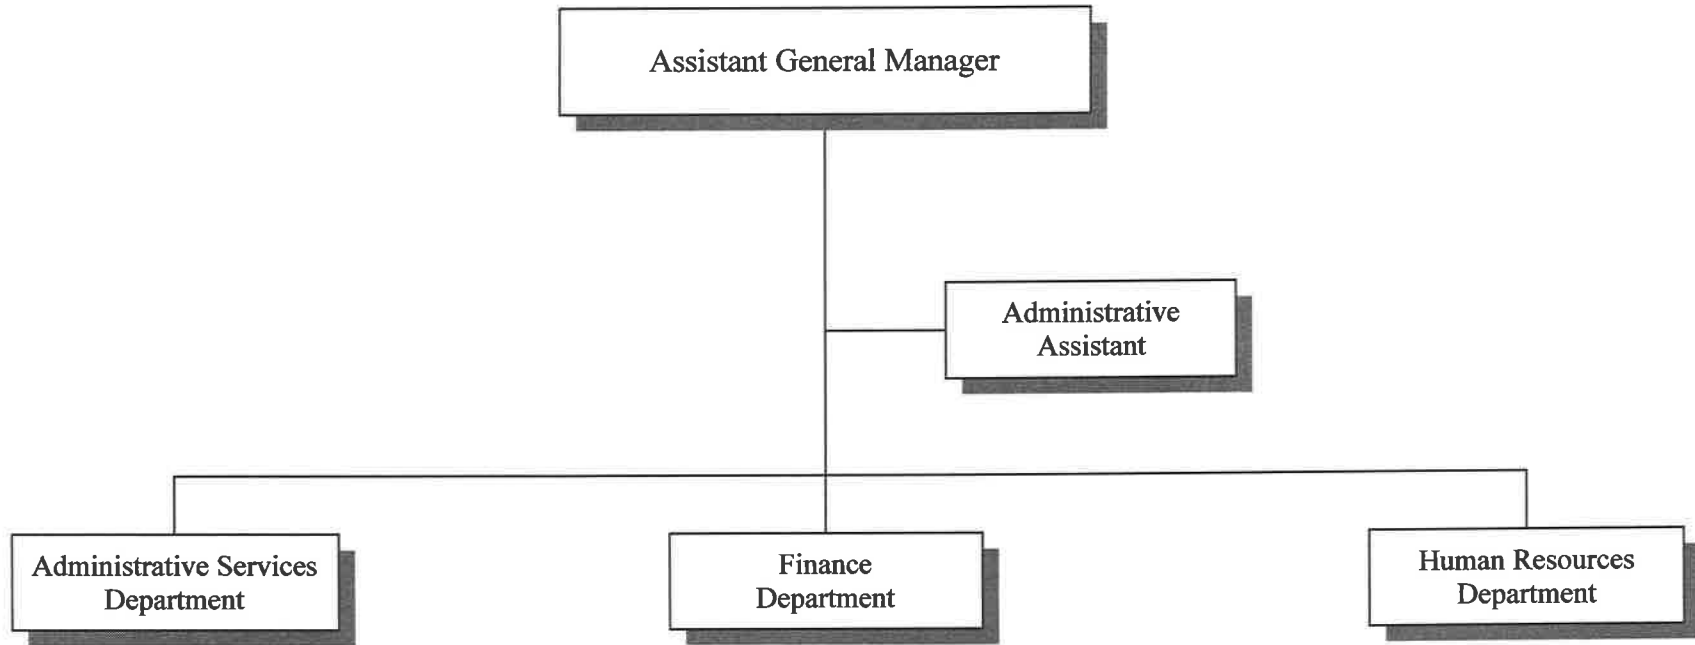 Assistant General Manager
Administrative
Assistant
Administrative Services
Department
Finance
Department
Human Resources
Department